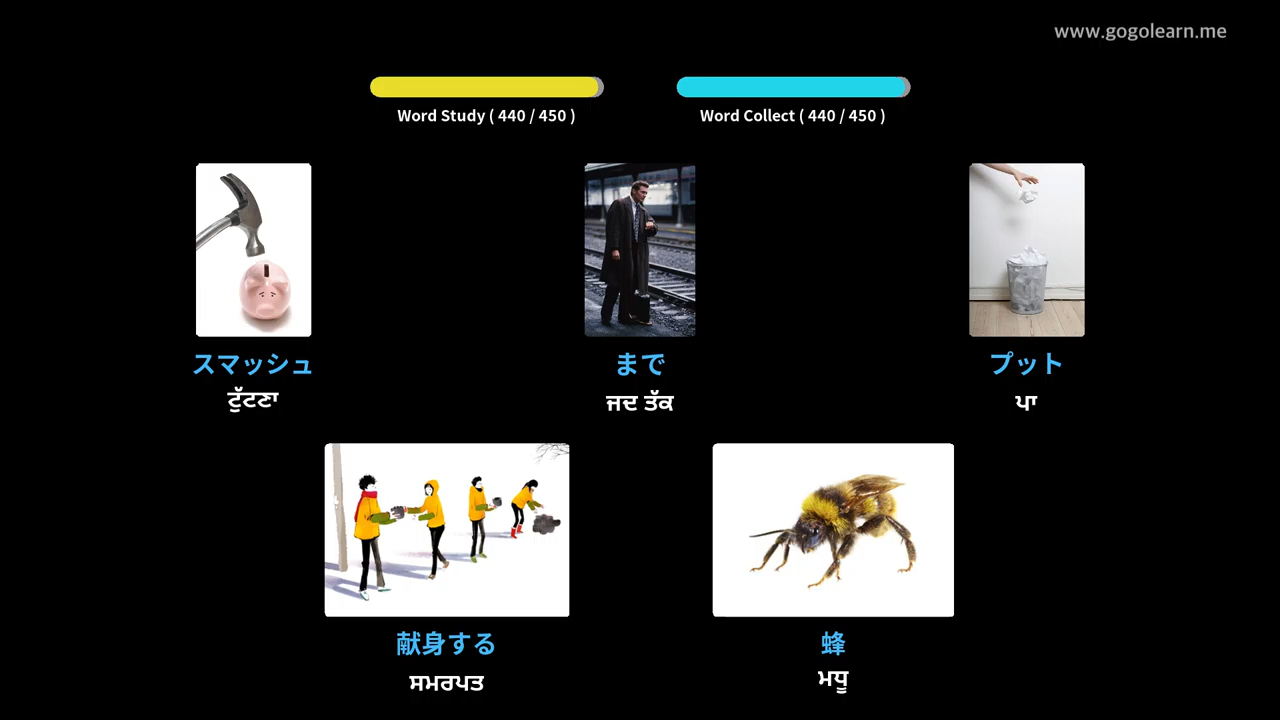 www.gogolearn.me
Word Study ( 440 / 450 )
Word Collect ( 440 / 450 )
スマッシュ
ਟੁੱਟਣਾ
まで
ਜਦ ਤੱਕ
プット
ਪਾ
献身する
ਸਮਰਪਤ
蜂
ਮਧੂ